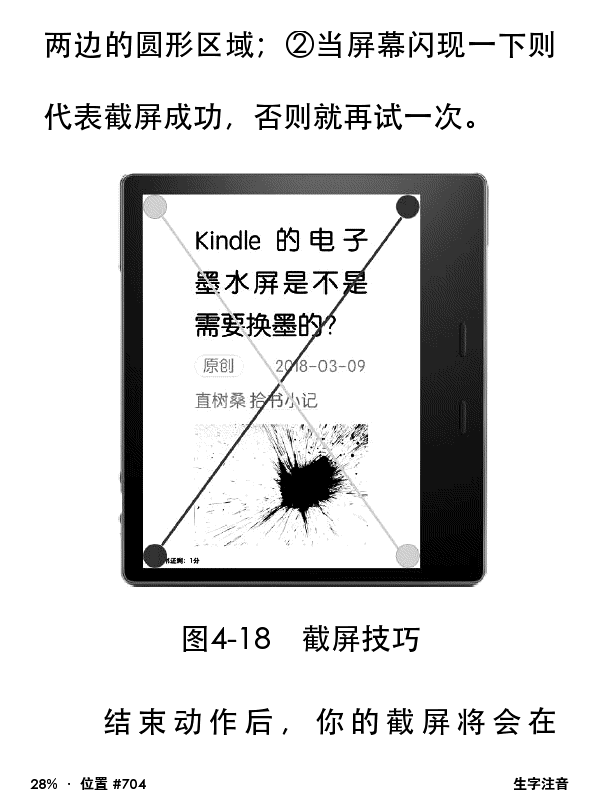 两边的圆形区域；②当屏幕闪现一下则
代表截屏成功，否则就再试一次。
Kindle 的电子
墨水屏是不是
需要换墨的？
原创 2018-03-09
直树桑 拾书小记
1分
图4-18 截屏技巧
结束动作后，你的截屏将会在
28% · 位置 #704 生字注音